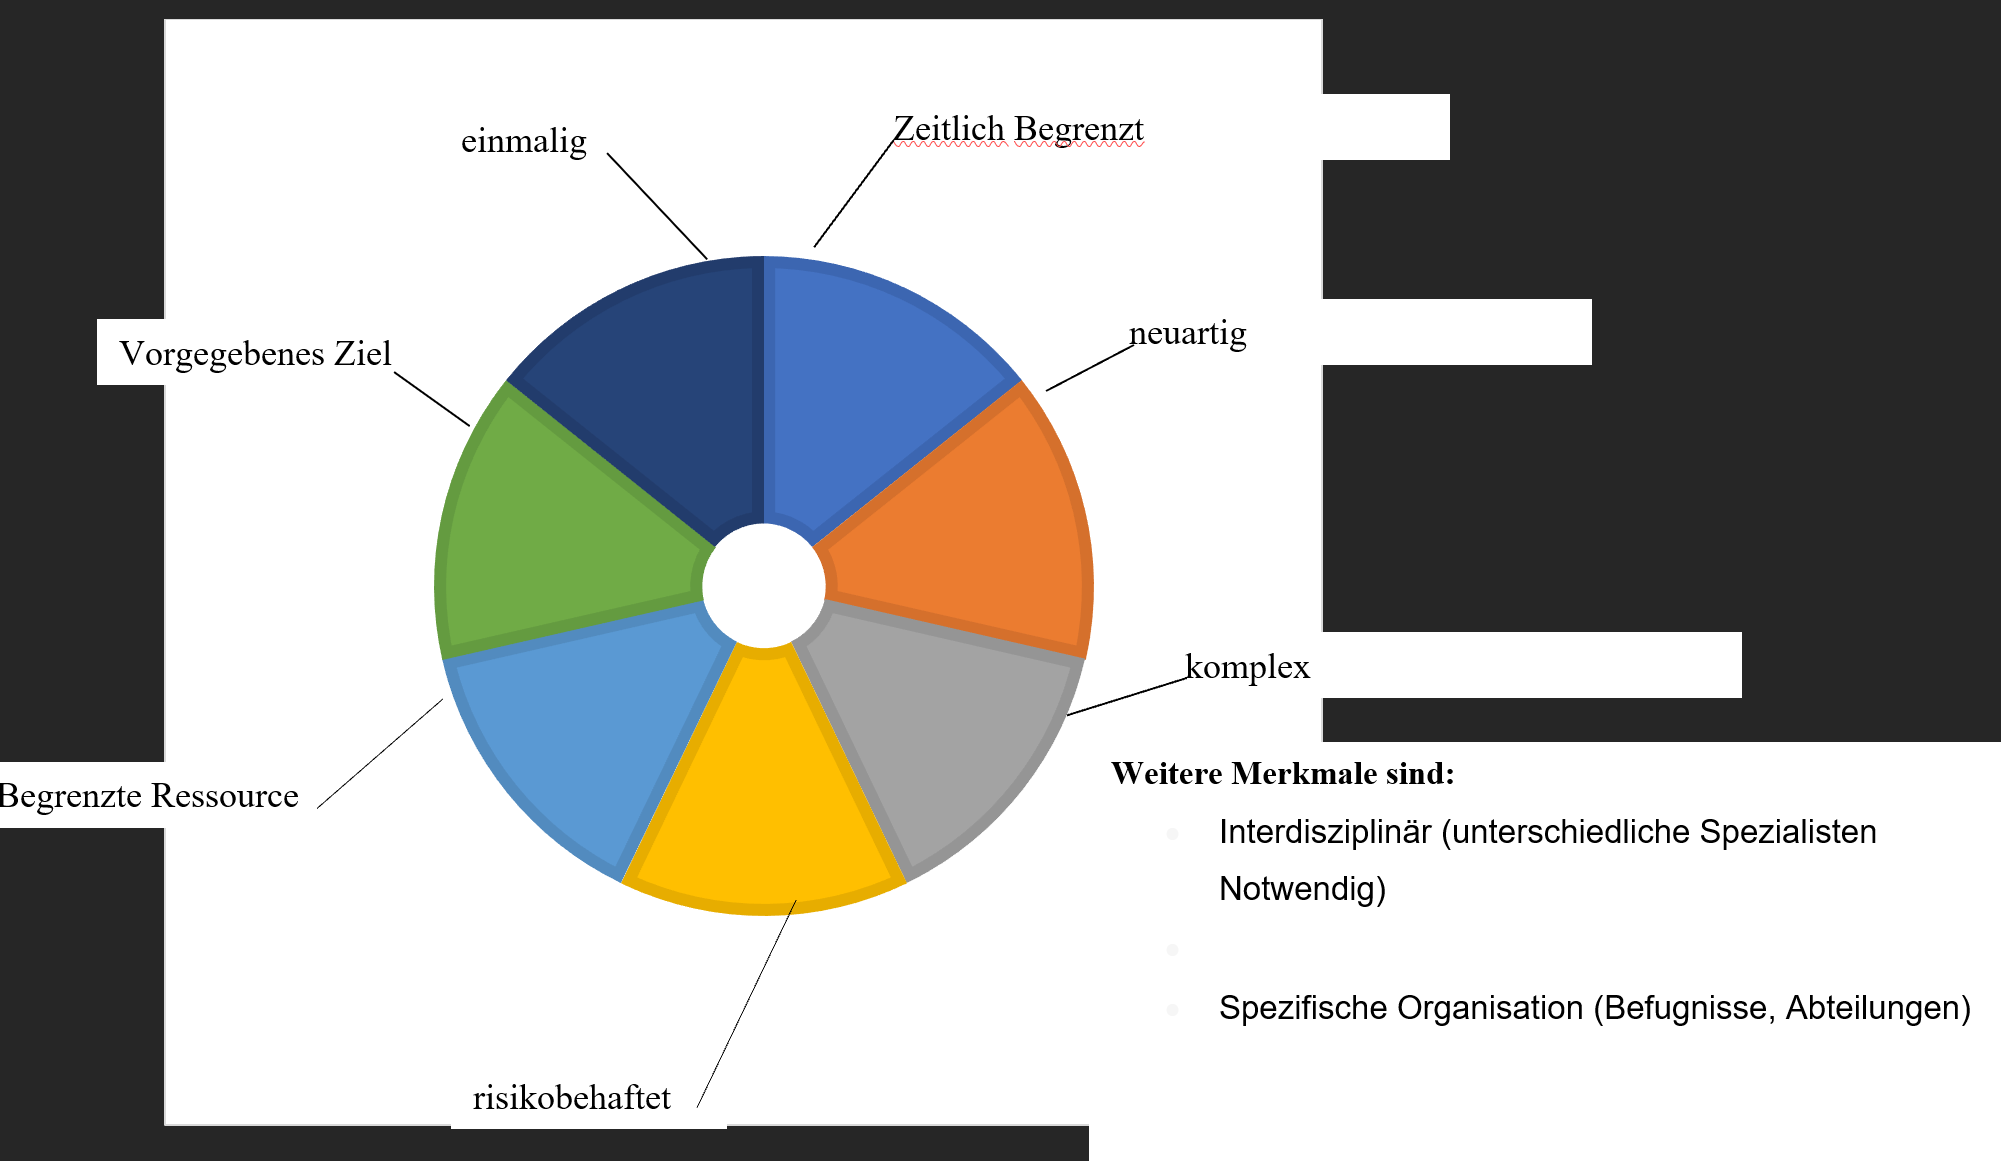 Zeitlich Begrenzt
einmalig
neuartig
Vorgegebenes Ziel
komplex
Begrenzte Ressource
risikobehaftet
Weitere Merkmale sind:
Interdisziplinär (unterschiedliche Spezialisten
Notwendig)
Spezifische Organisation (Befugnisse, Abteilungen)